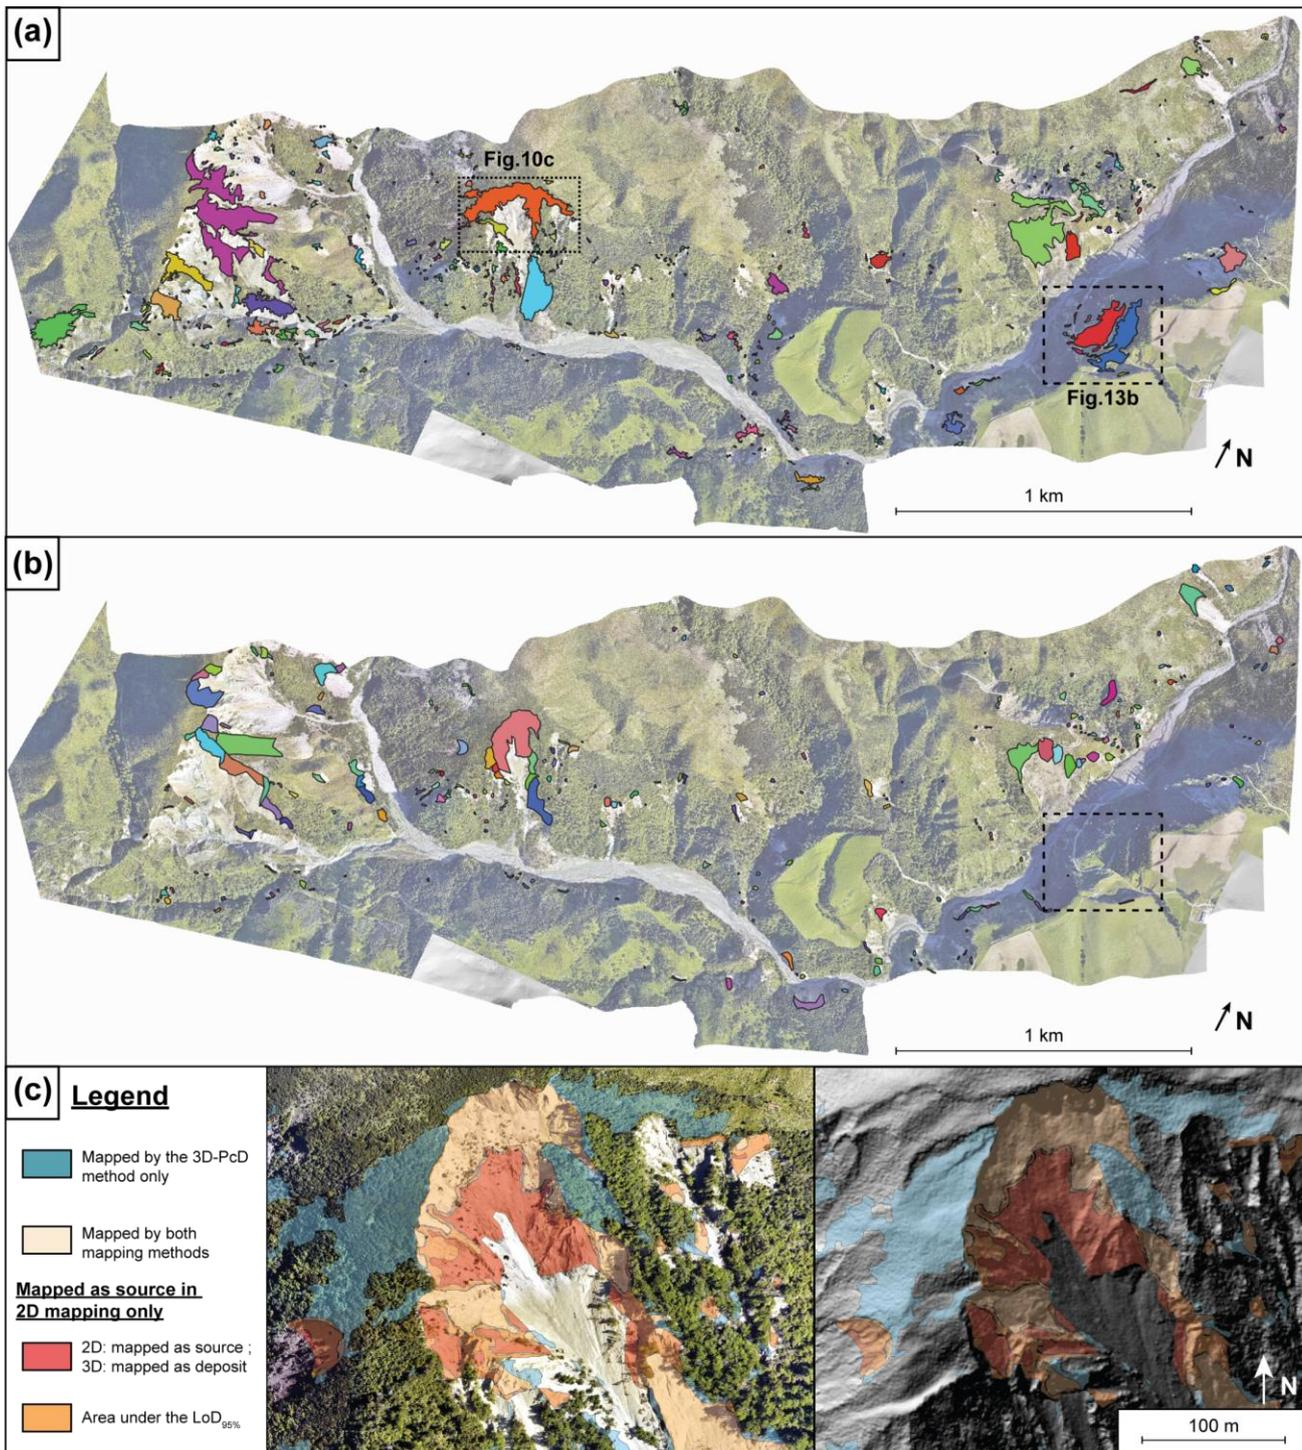 (a)
Fig.10c
Fig.13b
N
1 km
(b)
N
1 km
(c)
Legend
Mapped by the 3D-PcD
method only
Mapped by both
mapping methods
Mapped as source in
2D mapping only
2D: mapped as source ;
3D: mapped as deposit
Area under the LoD95%
N
100 m